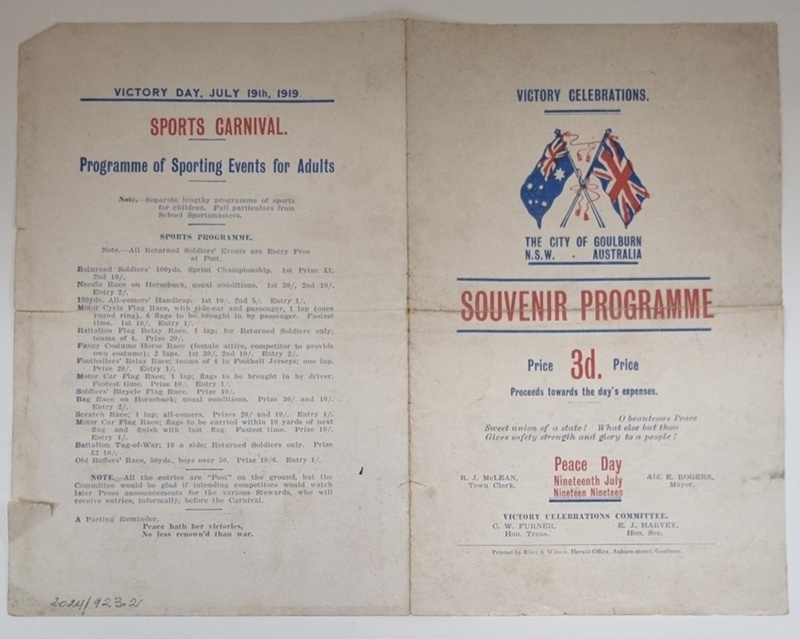 VICTORY DAY, JULY 19th, 1919.
SPORTS CARNIVAL.
Programme of Sporting Events for Adults
Note.—Separate lengthy programme of sports
for children. Full particulars from
School Sportsmasters.
SPORTS PROGRAMME.
Note.—All Returned Soldiers' Events are Entry Free
at Post.
Returned Soldiers' 100yds. Sprint Championship. 1st Prize £1,
2nd 10/.
Needle Race on Horseback, usual conditions. 1st 30/, 2nd 10/.
Entry 2/.
100yds. All-comers' Handicap, 1st 10/, 2nd 5/. Entry 1/.
Motor Cycle Flag Race, with side-car and passenger, 1 lap (once
round ring), 6 flags to be brought in by passenger. Fastest
time. 1st 10/. Entry 1/.
Battalion Flag Relay Race, 1 lap; for Returned Soldiers only;
teams of 4. Prize 20/.
Fancy Costume Horse Race (female attire, competitor to provide
own costume); 2 laps. 1st 30/, 2nd 10/. Entry 2/.
Footballers' Relay Race; teams of 4 in Football Jerseys; one lap.
Prize 20/. Entry 1/.
Motor Car Flag Race; 1 lap; flags to be brought in by driver.
Fastest time. Prize 10/. Entry 1/.
Soldiers' Bicycle Flag Race. Prize 10/.
Bag Race on Horseback; usual conditions. Prize 30/ and 10/.
Entry 2/.
Scratch Race; 1 lap; all-comers. Prizes 20/ and 10/. Entry 1/.
Motor Car Flag Race; flags to be carried within 10 yards of next
flag and finish with last flag. Fastest time. Prize 10/.
Entry 1/.
Battalion Tug-of-War; 10 a side; Returned Soldiers only. Prize
£2 10/.
Old Buffers' Race, 50yds., boys over 50. Prize 10/6. Entry 1/.
NOTE.—All the entries are "Post" on the ground, but the
Committee would be glad if intending competitors would watch
later Press announcements for the various Stewards, who will
receive entries, informally, before the Carnival.
A Parting Reminder,
Peace hath her victories,
No less renown'd than war.
2024/923.2
VICTORY CELEBRATIONS.
THE CITY OF GOULBURN
N.S.W. - AUSTRALIA
SOUVENIR PROGRAMME
Price 3d. Price
Proceeds towards the day's expenses.
O beauteous Peace
Sweet union of a state! What else but thou
Gives safety strength and glory to a people!
Peace Day
Nineteenth July
Nineteen Nineteen
R. J. McLEAN,
Town Clerk.
Ald. E. ROGERS,
Mayor.
VICTORY CELEBRATIONS COMMITTEE.
C. W. FURNER,
Hon. Treas.
E. J. HARVEY,
Hon. Sec.
Printed by Riley & Wilson, Herald Office, Auburn-street, Goulburn.